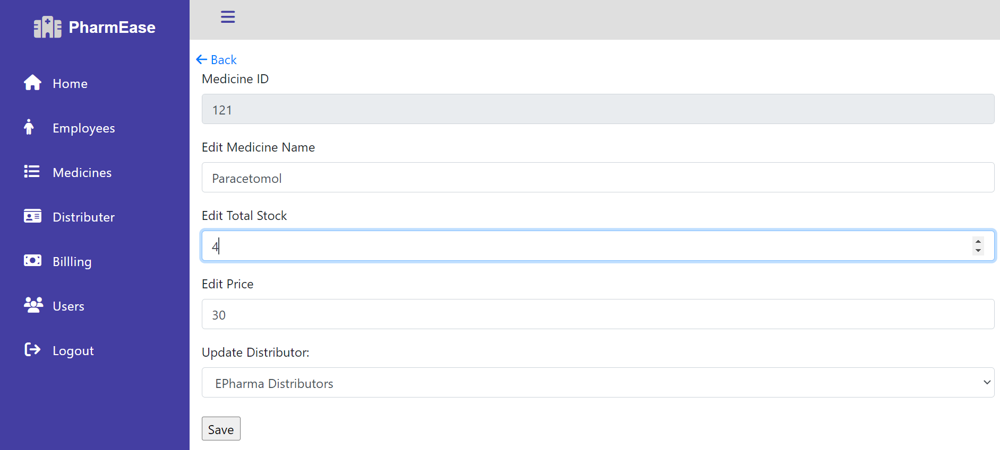 PharmEase
Home
Employees
Medicines
Distributer
Billling
Users
Logout
Back
Medicine ID
121
Edit Medicine Name
Paracetomol
Edit Total Stock
4
Edit Price
30
Update Distributor:
EPharma Distributors
Save